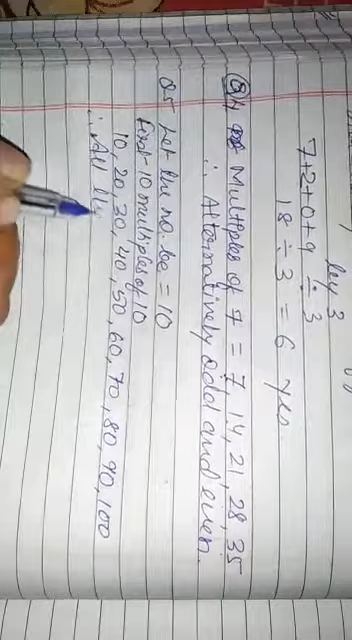 by 3
7+2+0+9 ÷ 3
18 ÷ 3 = 6 yes.
Q4 Multiples of 7 = 7, 14, 21, 28, 35
∴ Alternatively odd and even.
Q5 Let the no. be = 10
first 10 multiples of 10
10, 20, 30, 40, 50, 60, 70, 80, 90, 100
∴ All